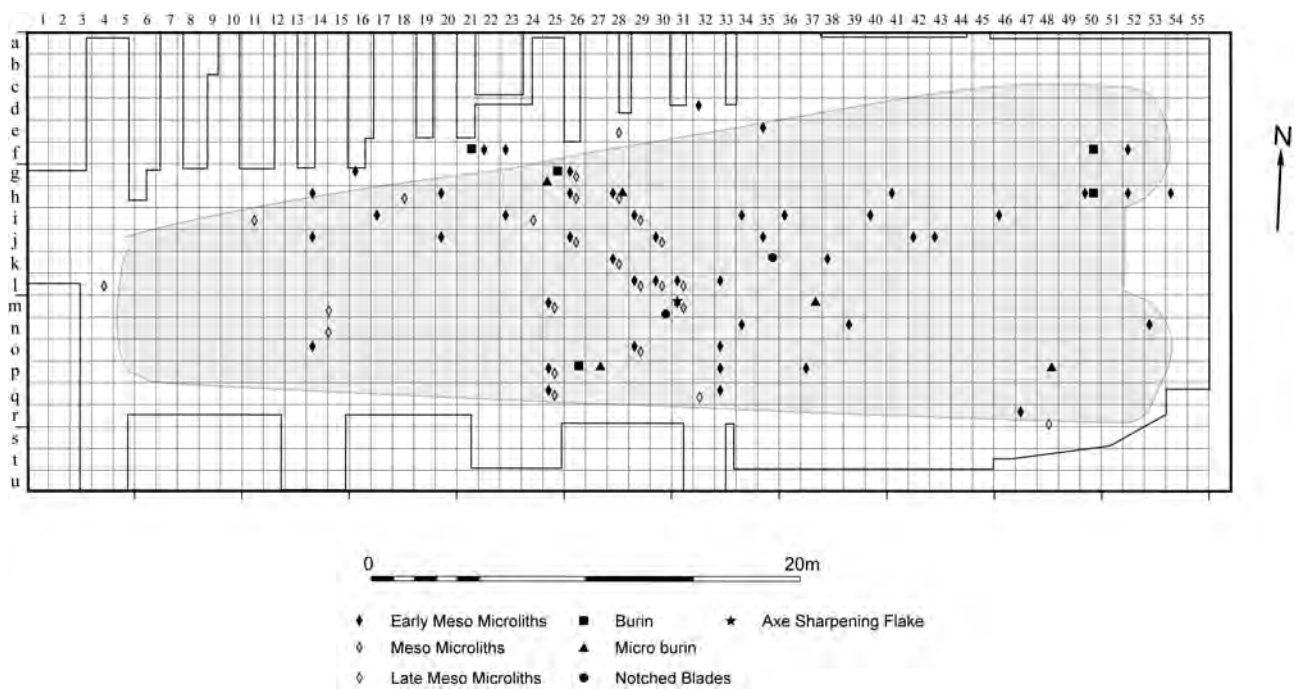 1 2 3 4 5 6 7 8 9 10 11 12 13 14 15 16 17 18 19 20 21 22 23 24 25 26 27 28 29 30 31 32 33 34 35 36 37 38 39 40 41 42 43 44 45 46 47 48 49 50 51 52 53 54 55
a
b
c
d
e
f
g
h
i
j
k
l
m
n
o
p
q
r
s
t
u
N
0 20m
Early Meso Microliths Burin Axe Sharpening Flake
Meso Microliths Micro burin
Late Meso Microliths Notched Blades